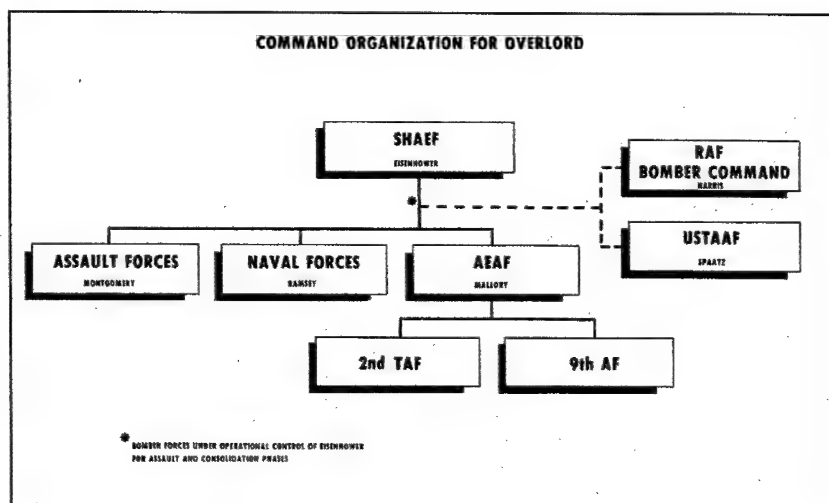 COMMAND ORGANIZATION FOR OVERLORD
SHAEF
EISENHOWER
RAF
BOMBER COMMAND
HARRIS
*
USTAAF
SPAATZ
ASSAULT FORCES
MONTGOMERY
NAVAL FORCES
RAMSEY
AEAF
MALLORY
2nd TAF
9th AF
* BOMBER FORCES UNDER OPERATIONAL CONTROL OF EISENHOWER
FOR ASSAULT AND CONSOLIDATION PHASES